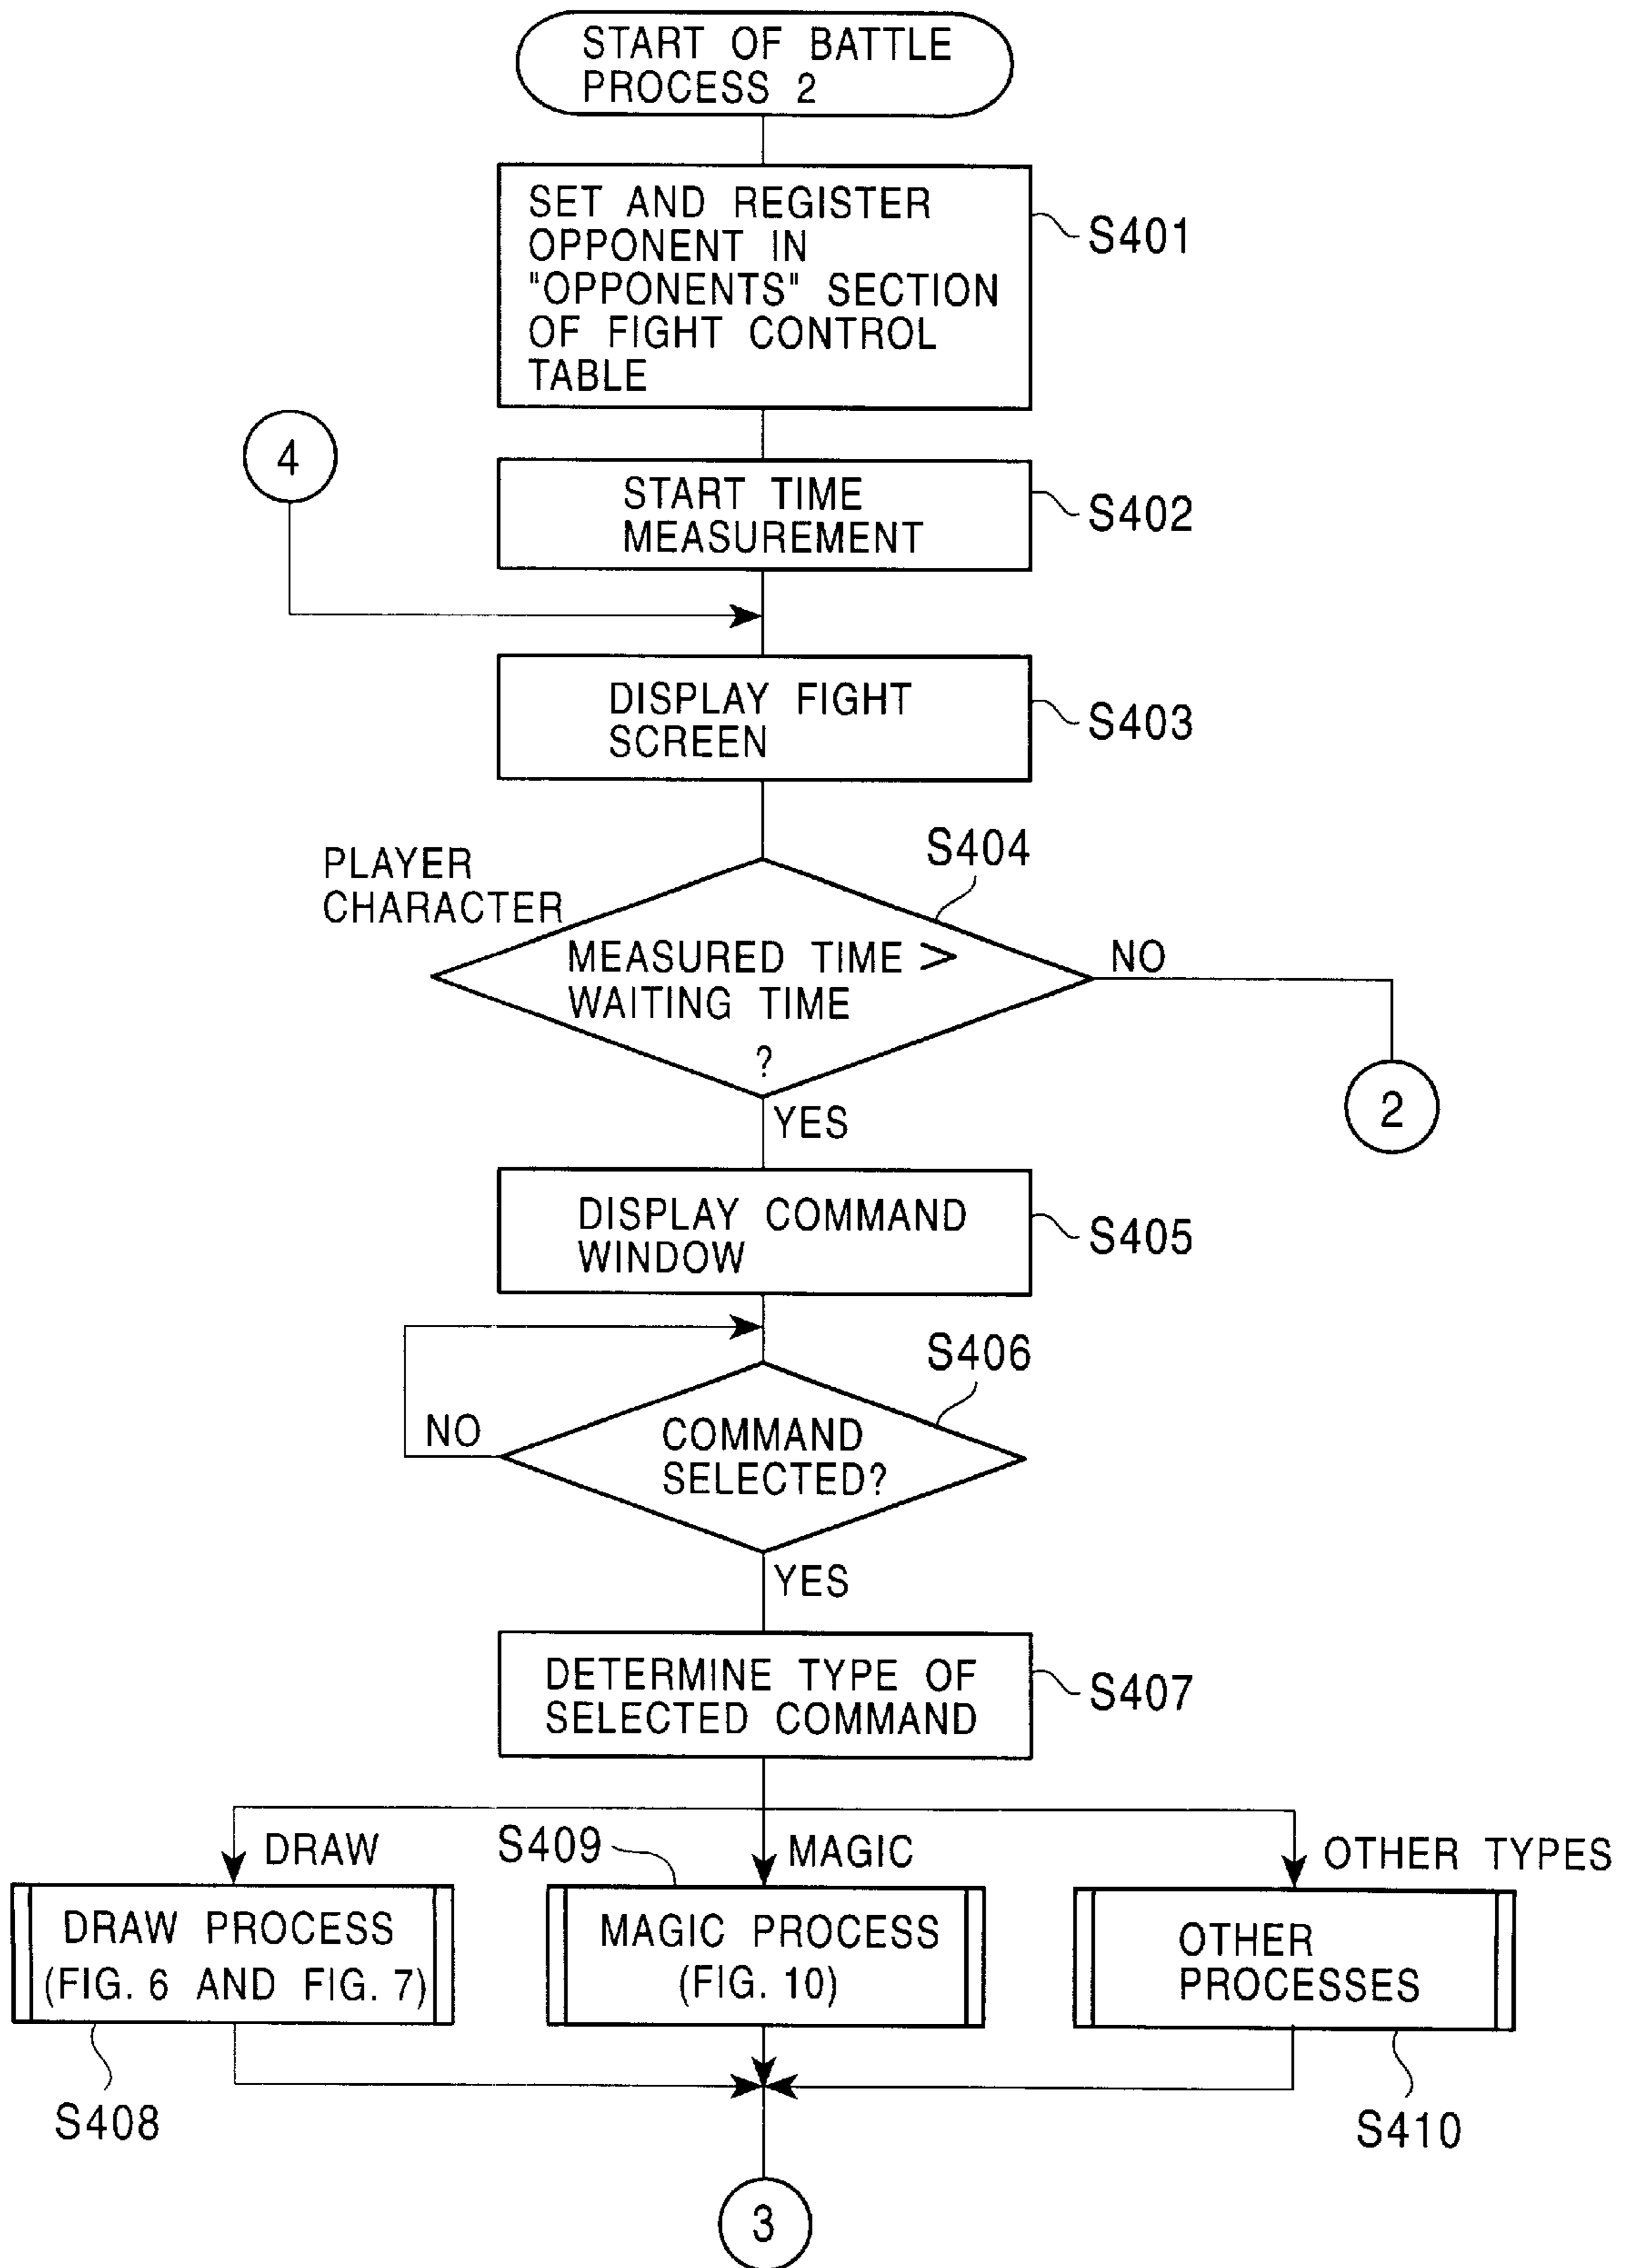 START OF BATTLE
PROCESS 2
SET AND REGISTER
OPPONENT IN
"OPPONENTS" SECTION
OF FIGHT CONTROL
TABLE
S401
4
START TIME
MEASUREMENT
S402
DISPLAY FIGHT
SCREEN
S403
PLAYER
CHARACTER
S404
MEASURED TIME >
WAITING TIME
?
NO
2
YES
DISPLAY COMMAND
WINDOW
S405
S406
NO
COMMAND
SELECTED?
YES
DETERMINE TYPE OF
SELECTED COMMAND
S407
DRAW
S409
MAGIC
OTHER TYPES
DRAW PROCESS
(FIG. 6 AND FIG. 7)
MAGIC PROCESS
(FIG. 10)
OTHER
PROCESSES
S408
S410
3